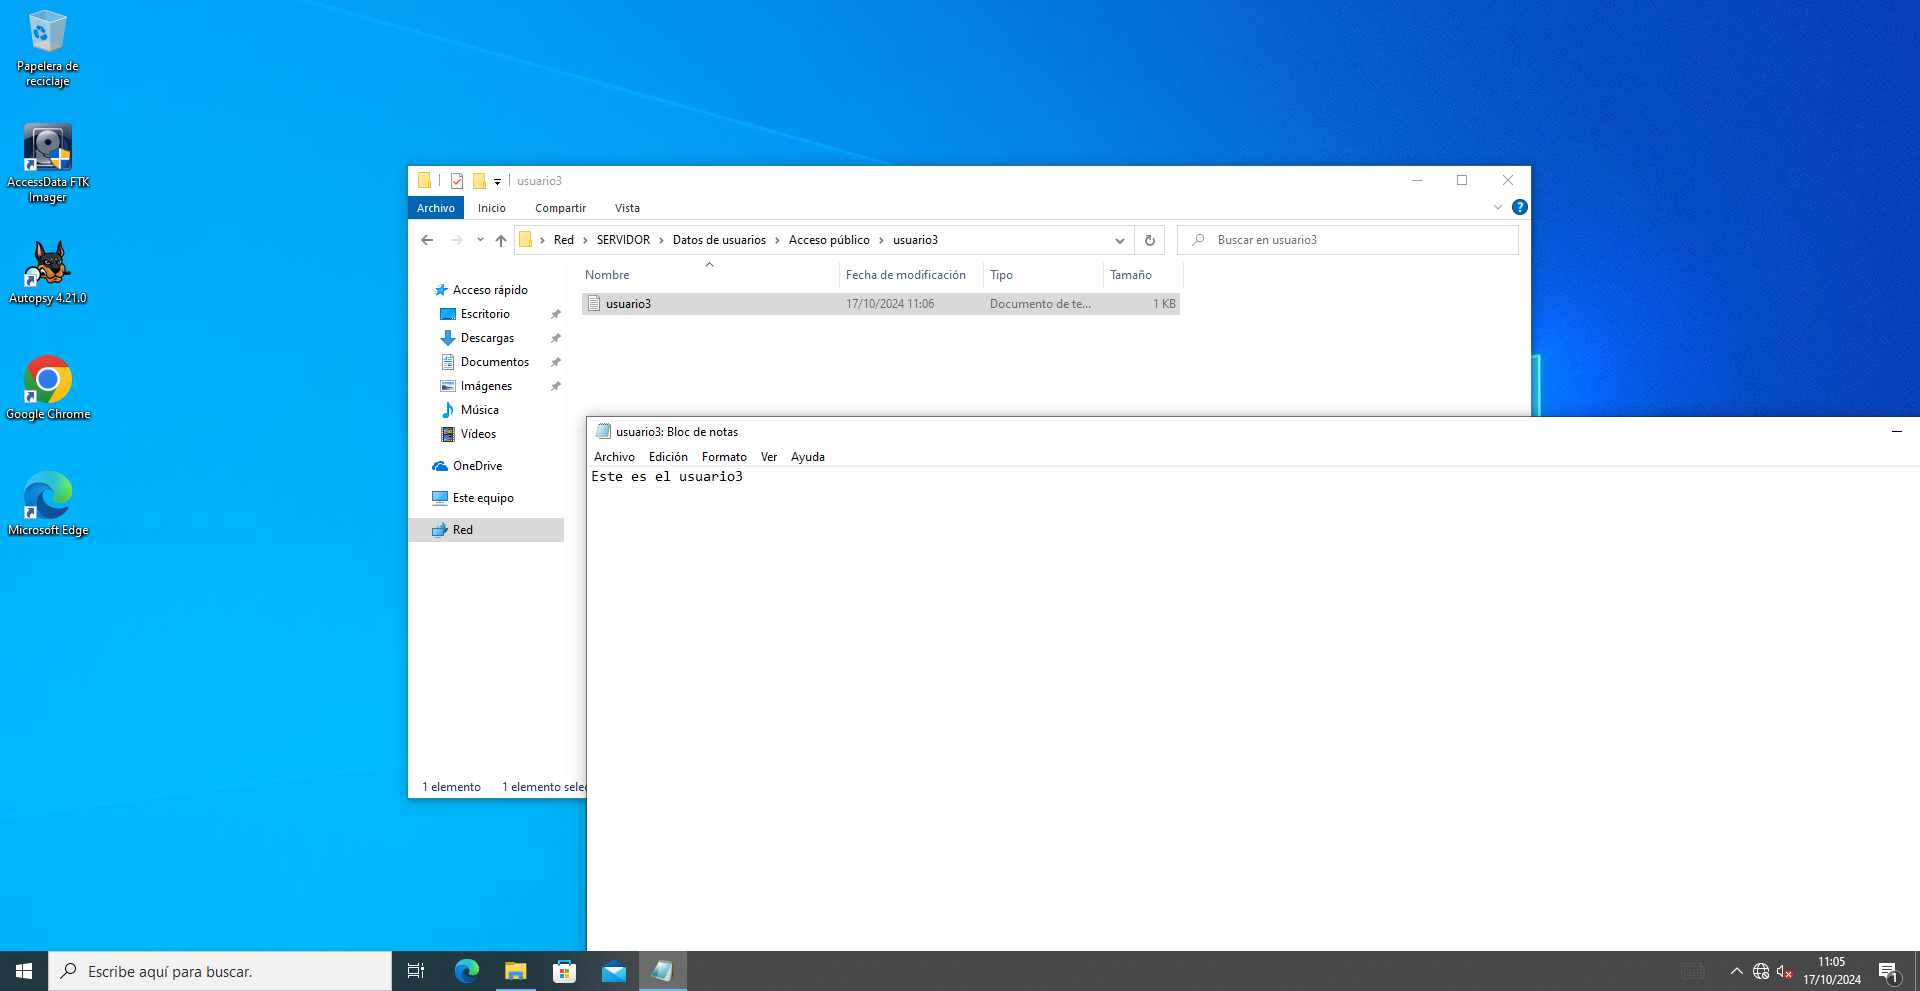 Papelera de
reciclaje
AccessData FTK
Imager
Autopsy 4.21.0
Google Chrome
Microsoft Edge
usuario3
Archivo Inicio Compartir Vista
Red SERVIDOR Datos de usuarios Acceso público usuario3
Buscar en usuario3
Nombre Fecha de modificación Tipo Tamaño
usuario3 17/10/2024 11:06 Documento de te... 1 KB
Acceso rápido
Escritorio
Descargas
Documentos
Imágenes
Música
Vídeos
OneDrive
Este equipo
Red
1 elemento 1 elemento selec
usuario3: Bloc de notas
Archivo Edición Formato Ver Ayuda
Este es el usuario3
Escribe aquí para buscar.
11:05
17/10/2024
1